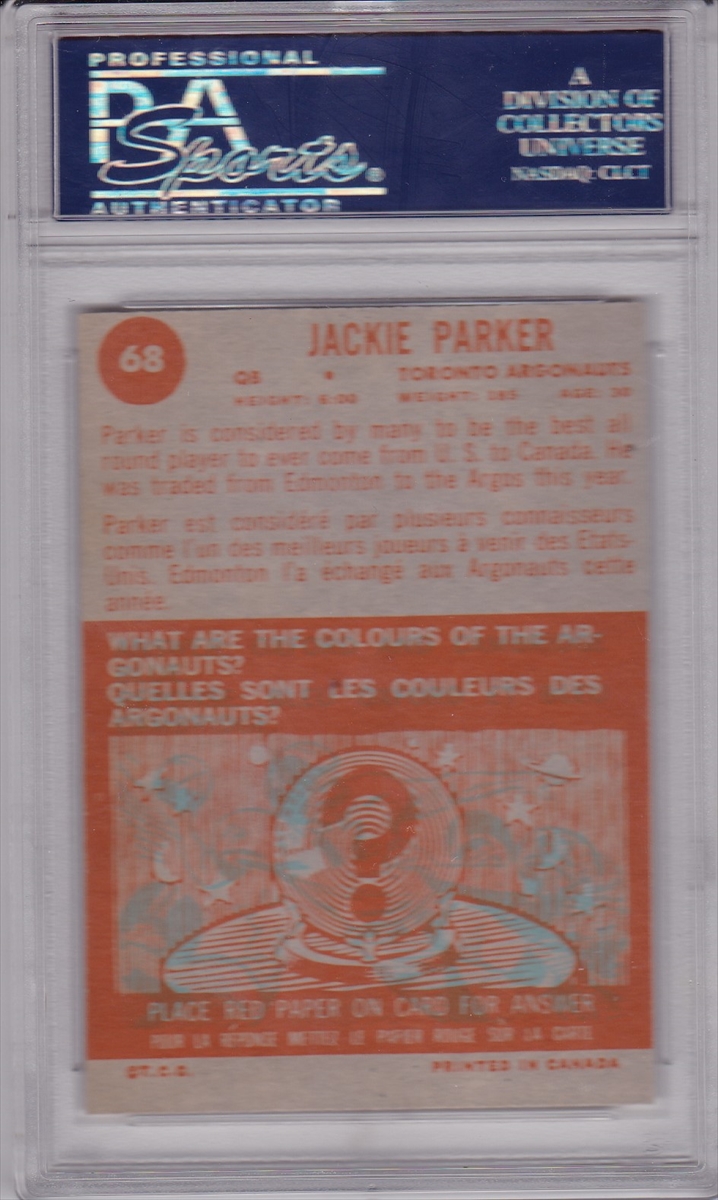 PROFESSIONAL
PSA
Sports®
AUTHENTICATOR
A
DIVISION OF
COLLECTORS
UNIVERSE
NASDAQ: CLCT
68
JACKIE PARKER
QB * TORONTO ARGONAUTS
HEIGHT: 6:00 WEIGHT: 185 AGE: 30
Parker is considered by many to be the best all
round player to ever come from U. S. to Canada. He
was traded from Edmonton to the Argos this year.
Parker est considéré par plusieurs connaisseurs
comme l'un des meilleurs joueurs à venir des Etats-
Unis. Edmonton l'a échangé aux Argonauts cette
année.
WHAT ARE THE COLOURS OF THE AR-
GONAUTS?
QUELLES SONT LES COULEURS DES
ARGONAUTS?
?
PLACE RED PAPER ON CARD FOR ANSWER
POUR LA RÉPONSE METTEZ LE PAPIER ROUGE SUR LA CARTE
©T.C.G. PRINTED IN CANADA